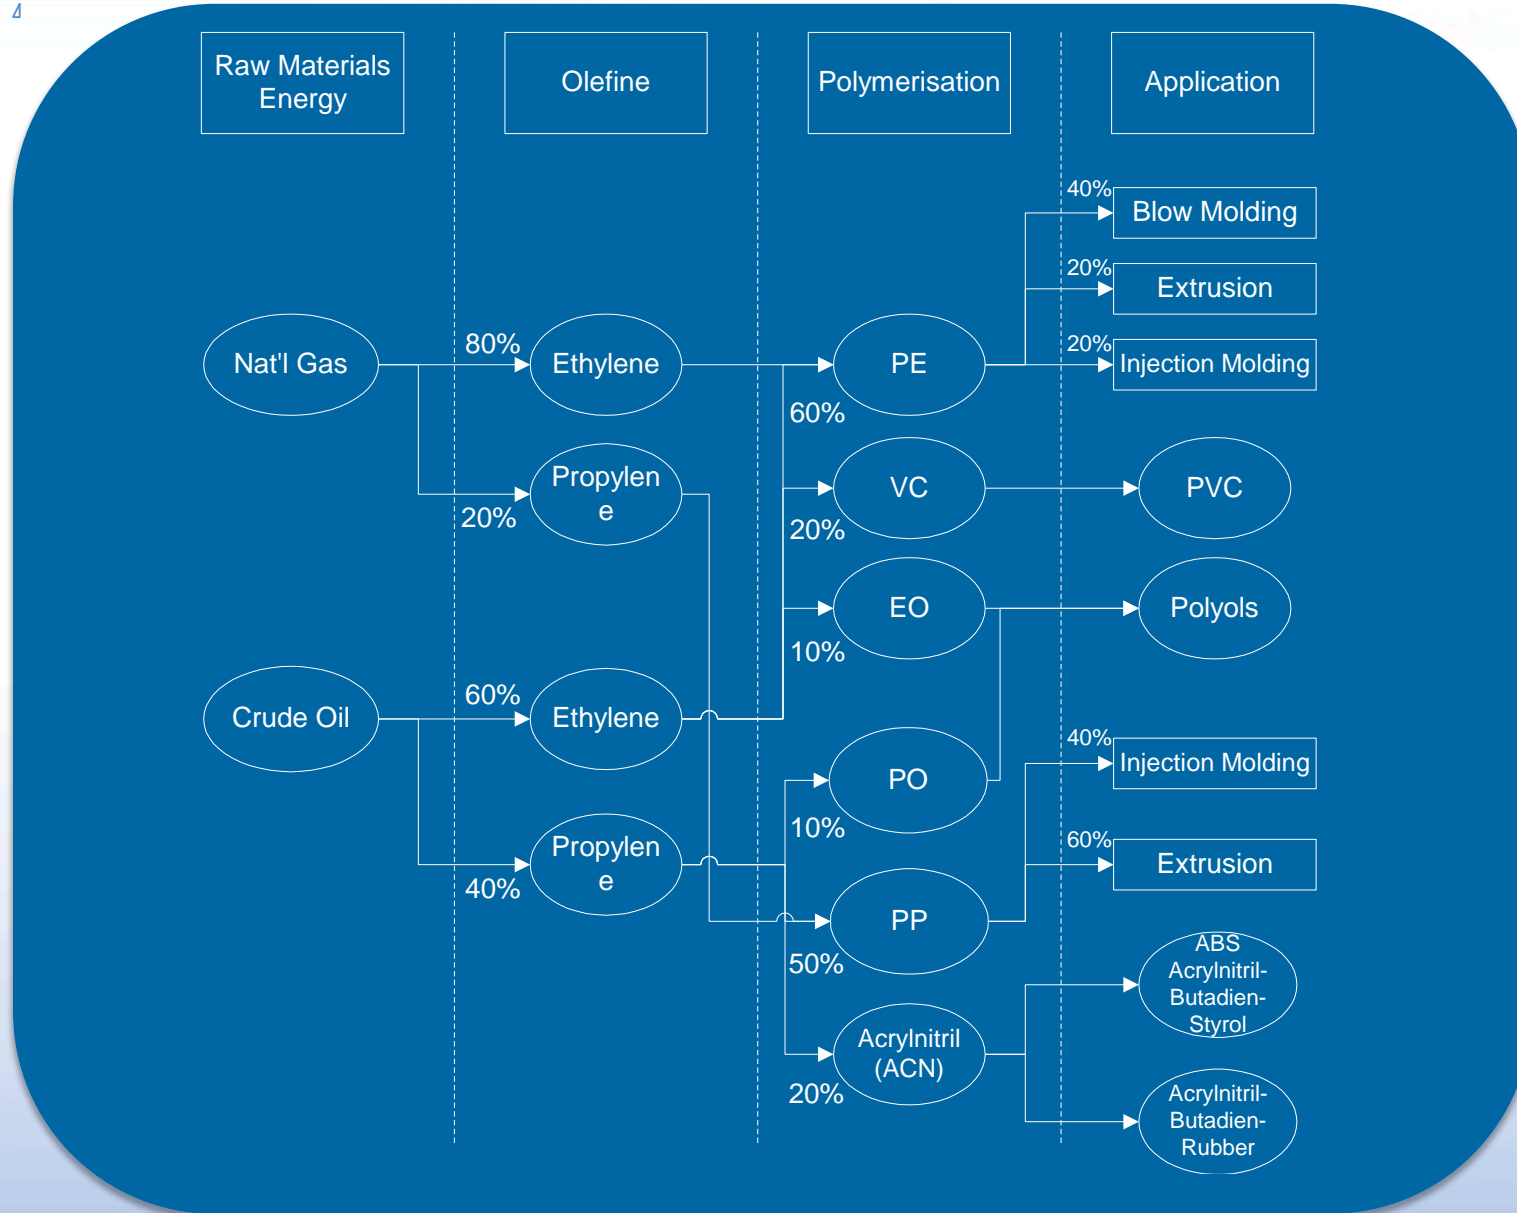 Raw Materials
Energy
Olefine
Polymerisation
Application
40%
Blow Molding
20%
Extrusion
80%
20%
Nat'l Gas
Ethylene
PE
Injection Molding
60%
Propylen
e
20%
VC
20%
PVC
EO
10%
Polyols
Crude Oil
60%
Ethylene
PO
10%
40%
Injection Molding
Propylen
e
40%
60%
Extrusion
PP
50%
ABS
Acrylnitril-
Butadien-
Styrol
Acrylnitril
(ACN)
20%
Acrylnitril-
Butadien-
Rubber